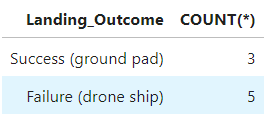 Landing_Outcome COUNT(*)
Success (ground pad) 3
Failure (drone ship) 5